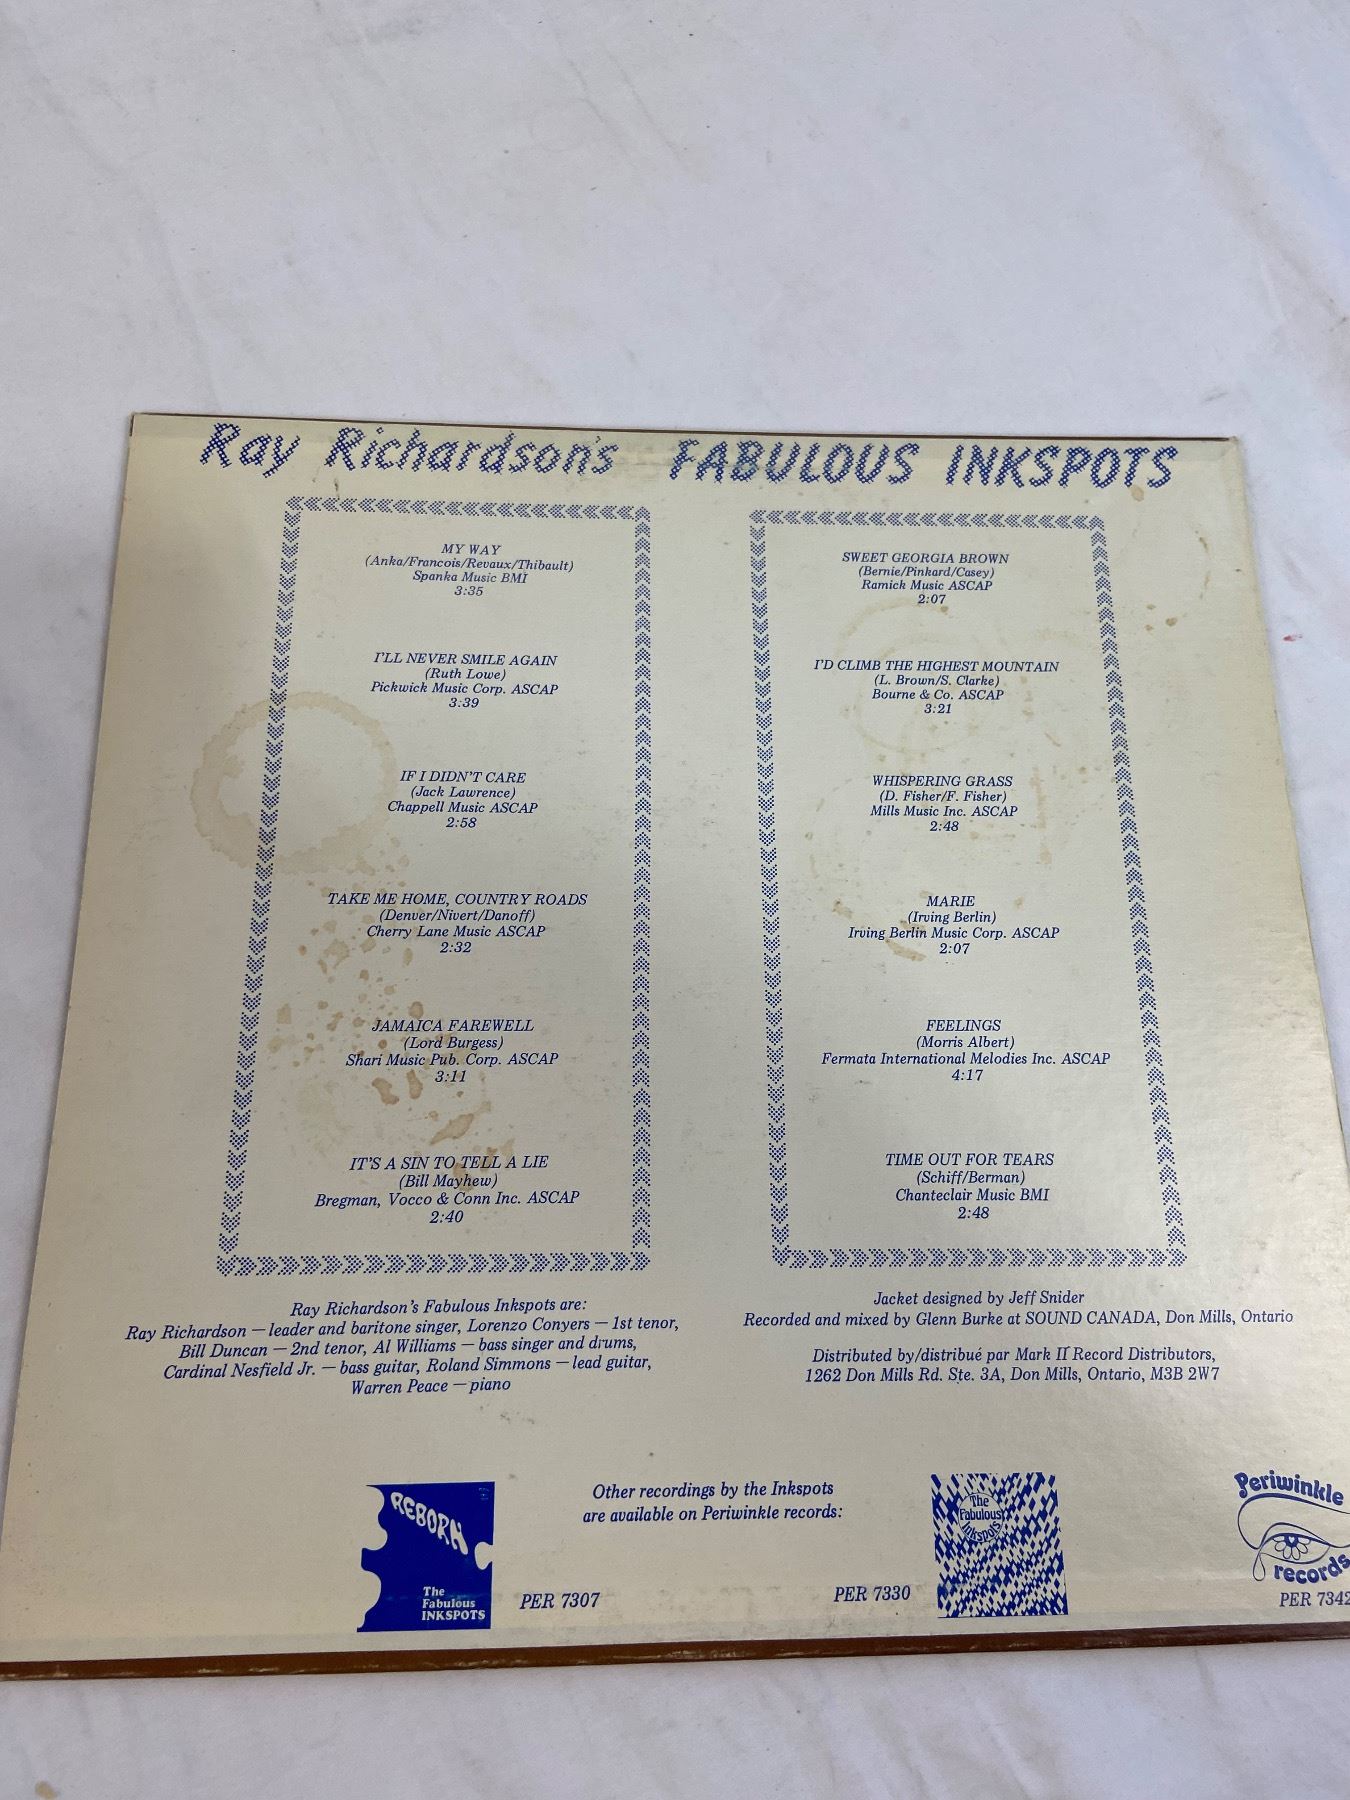 Ray Richardson's FABULOUS INKSPOTS
MY WAY
(Anka/Francois/Revaux/Thibault)
Spanka Music BMI
3:35
I'LL NEVER SMILE AGAIN
(Ruth Lowe)
Pickwick Music Corp. ASCAP
3:39
IF I DIDN'T CARE
(Jack Lawrence)
Chappell Music ASCAP
2:58
TAKE ME HOME, COUNTRY ROADS
(Denver/Nivert/Danoff)
Cherry Lane Music ASCAP
2:32
JAMAICA FAREWELL
(Lord Burgess)
Shari Music Pub. Corp. ASCAP
3:11
IT'S A SIN TO TELL A LIE
(Bill Mayhew)
Bregman, Vocco & Conn Inc. ASCAP
2:40
SWEET GEORGIA BROWN
(Bernie/Pinkard/Casey)
Ramick Music ASCAP
2:07
I'D CLIMB THE HIGHEST MOUNTAIN
(L. Brown/S. Clarke)
Bourne & Co. ASCAP
3:21
WHISPERING GRASS
(D. Fisher/F. Fisher)
Mills Music Inc. ASCAP
2:48
MARIE
(Irving Berlin)
Irving Berlin Music Corp. ASCAP
2:07
FEELINGS
(Morris Albert)
Fermata International Melodies Inc. ASCAP
4:17
TIME OUT FOR TEARS
(Schiff/Berman)
Chanteclair Music BMI
2:48
Ray Richardson's Fabulous Inkspots are:
Ray Richardson — leader and baritone singer, Lorenzo Conyers — 1st tenor,
Bill Duncan — 2nd tenor, Al Williams — bass singer and drums,
Cardinal Nesfield Jr. — bass guitar, Roland Simmons — lead guitar,
Warren Peace — piano
Jacket designed by Jeff Snider
Recorded and mixed by Glenn Burke at SOUND CANADA, Don Mills, Ontario
Distributed by/distribué par Mark II Record Distributors,
1262 Don Mills Rd. Ste. 3A, Don Mills, Ontario, M3B 2W7
REBORN
The
Fabulous
INKSPOTS
PER 7307
Other recordings by the Inkspots
are available on Periwinkle records:
PER 7330
The
Fabulous
Inkspots
Periwinkle
records
PER 7342